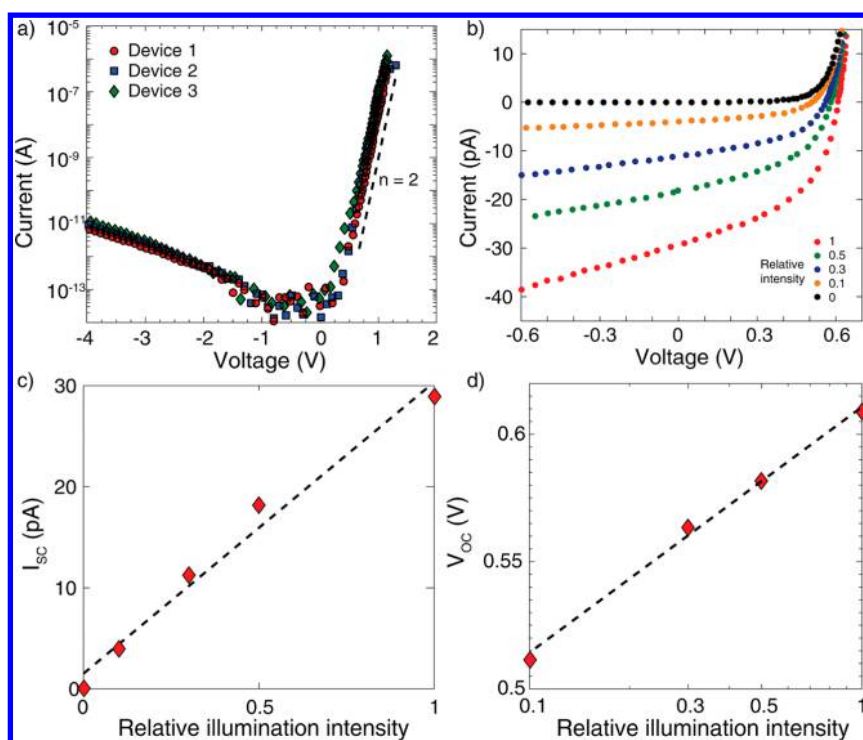 a)
Device 1
Device 2
Device 3
n = 2
Current (A)
10-5
10-6
10-7
10-9
10-11
10-13
-4 -3 -2 -1 0 1 2
Voltage (V)
b)
Current (pA)
10
0
-10
-20
-30
-40
Relative
intensity
1
0.5
0.3
0.1
0
-0.6 -0.3 0 0.3 0.6
Voltage (V)
c)
ISC (pA)
30
20
10
0
0 0.5 1
Relative illumination intensity
d)
VOC (V)
0.6
0.55
0.5
0.1 0.3 0.5 1
Relative illumination intensity